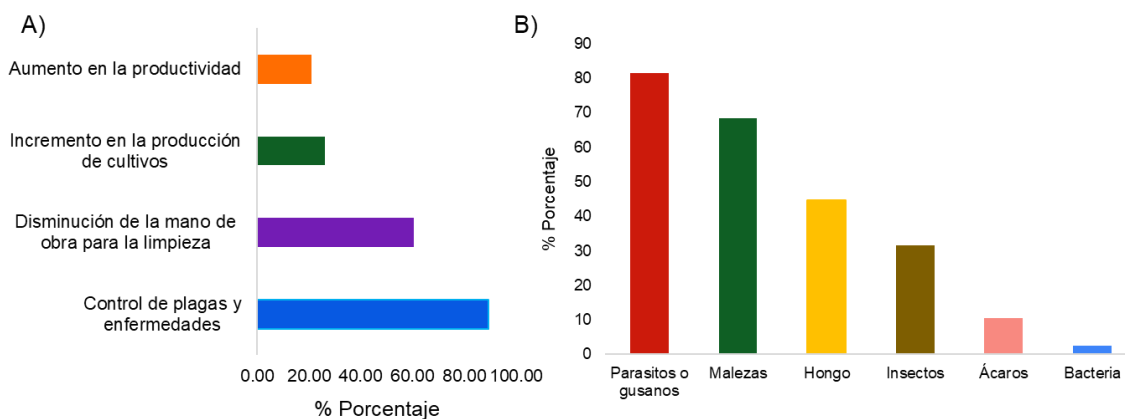 A)
Aumento en la productividad
Incremento en la producción
de cultivos
Disminución de la mano de
obra para la limpieza
Control de plagas y
enfermedades
0.00 20.00 40.00 60.00 80.00 100.00
% Porcentaje
B)
% Porcentaje
90
80
70
60
50
40
30
20
10
0
Parasitos o
gusanos
Malezas
Hongo
Insectos
Ácaros
Bacteria